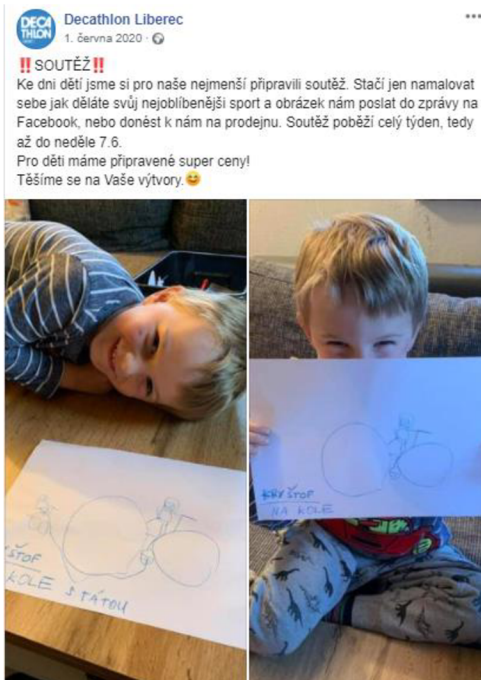 DECA
THLON
Decathlon Liberec
1. června 2020 ·
‼SOUTĚŽ‼
Ke dni dětí jsme si pro naše nejmenší připravili soutěž. Stačí jen namalovat
sebe jak děláte svůj nejoblíbenější sport a obrázek nám poslat do zprávy na
Facebook, nebo donést k nám na prodejnu. Soutěž poběží celý týden, tedy
až do neděle 7.6.
Pro děti máme připravené super ceny!
Těšíme se na Vaše výtvory.😄
ŠTOF
KOLE S TÁTOU
KRYŠTOF
NA KOLE